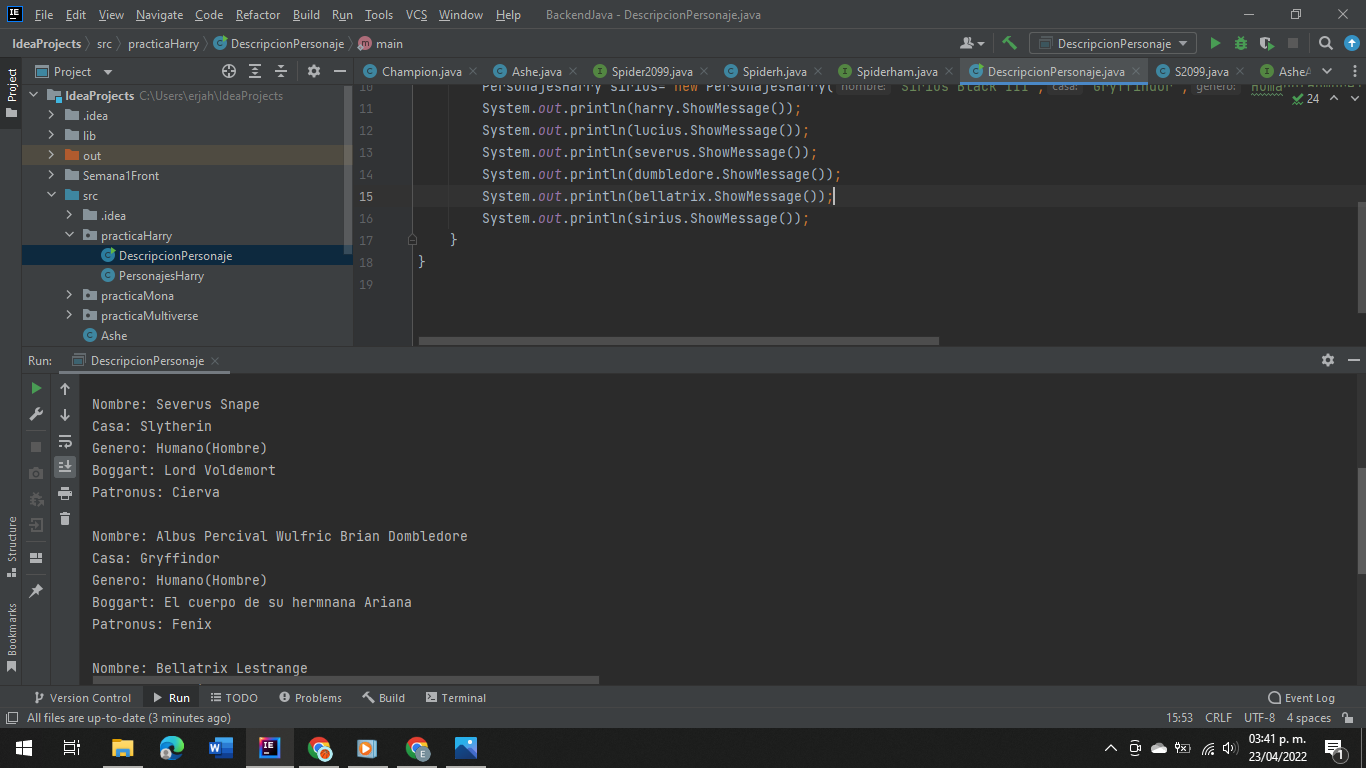 File Edit View Navigate Code Refactor Build Run Tools VCS Window Help BackendJava - DescripcionPersonaje.java
IdeaProjects src practicaHarry DescripcionPersonaje main DescripcionPersonaje
Project Champion.java Ashe.java Spider2099.java Spiderh.java Spiderham.java DescripcionPersonaje.java S2099.java AsheA
Project
IdeaProjects C:\Users\erjah\IdeaProjects
.idea
lib
out
Semana1Front
src
.idea
practicaHarry
DescripcionPersonaje
PersonajesHarry
practicaMona
practicaMultiverse
Ashe
10 PersonajesHarry sirius= new PersonajesHarry( nombre: "Sirius Black III", casa: "Gryffindor", genero:
24
11 System.out.println(harry.ShowMessage());
12 System.out.println(lucius.ShowMessage());
13 System.out.println(severus.ShowMessage());
14 System.out.println(dumbledore.ShowMessage());
15 System.out.println(bellatrix.ShowMessage());
16 System.out.println(sirius.ShowMessage());
17 }
18 }
19
Run: DescripcionPersonaje
Nombre: Severus Snape
Casa: Slytherin
Genero: Humano(Hombre)
Boggart: Lord Voldemort
Patronus: Cierva
Nombre: Albus Percival Wulfric Brian Dombledore
Casa: Gryffindor
Genero: Humano(Hombre)
Boggart: El cuerpo de su hermnana Ariana
Patronus: Fenix
Nombre: Bellatrix Lestrange
Structure
Bookmarks
Version Control Run TODO Problems Build Terminal Event Log
All files are up-to-date (3 minutes ago) 15:53 CRLF UTF-8 4 spaces
03:41 p. m.
23/04/2022
1